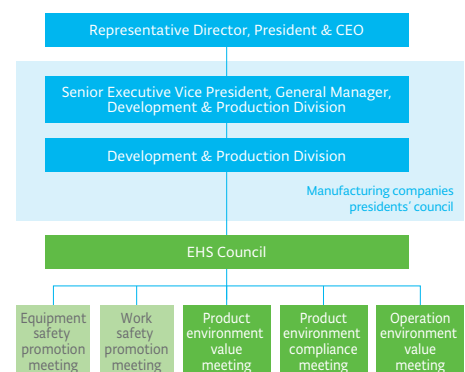 Representative Director, President & CEO
Senior Executive Vice President, General Manager,
Development & Production Division
Development & Production Division
Manufacturing companies
presidents’ council
EHS Council
Equipment
safety
promotion
meeting
Work
safety
promotion
meeting
Product
environment
value
meeting
Product
environment
compliance
meeting
Operation
environment
value
meeting